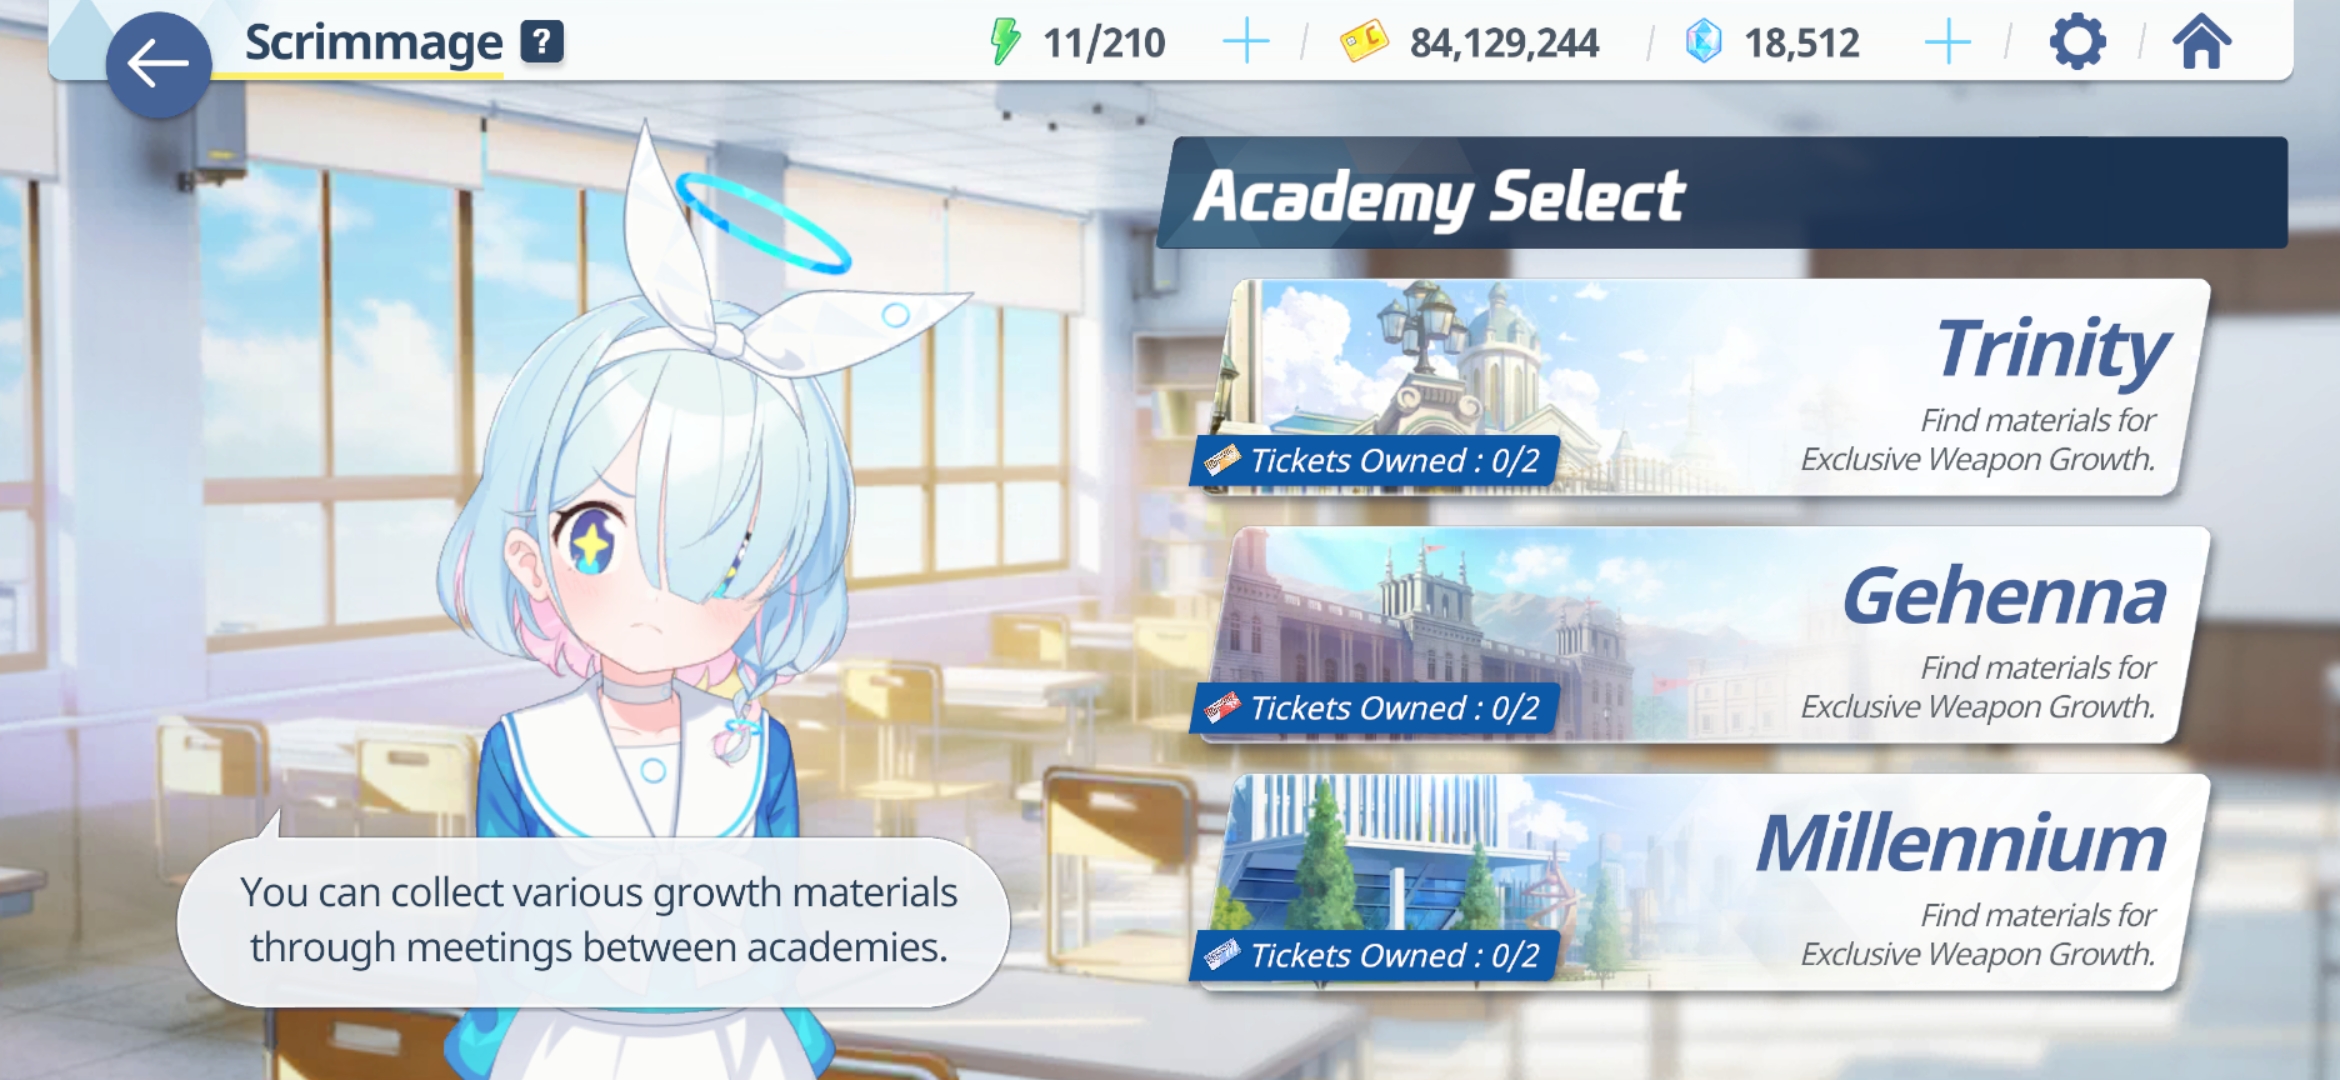 Scrimmage ?
11/210
84,129,244
18,512
Academy Select
Trinity
Find materials for
Exclusive Weapon Growth.
Tickets Owned : 0/2
Gehenna
Find materials for
Exclusive Weapon Growth.
Tickets Owned : 0/2
Millennium
Find materials for
Exclusive Weapon Growth.
Tickets Owned : 0/2
You can collect various growth materials
through meetings between academies.